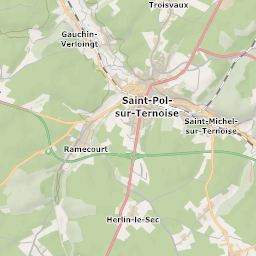 Troisvaux
Gauchin-
Verloingt
Saint-Pol-
sur-Ternoise
Saint-Michel-
sur-Ternoise
Ramecourt
Herlin-le-Sec